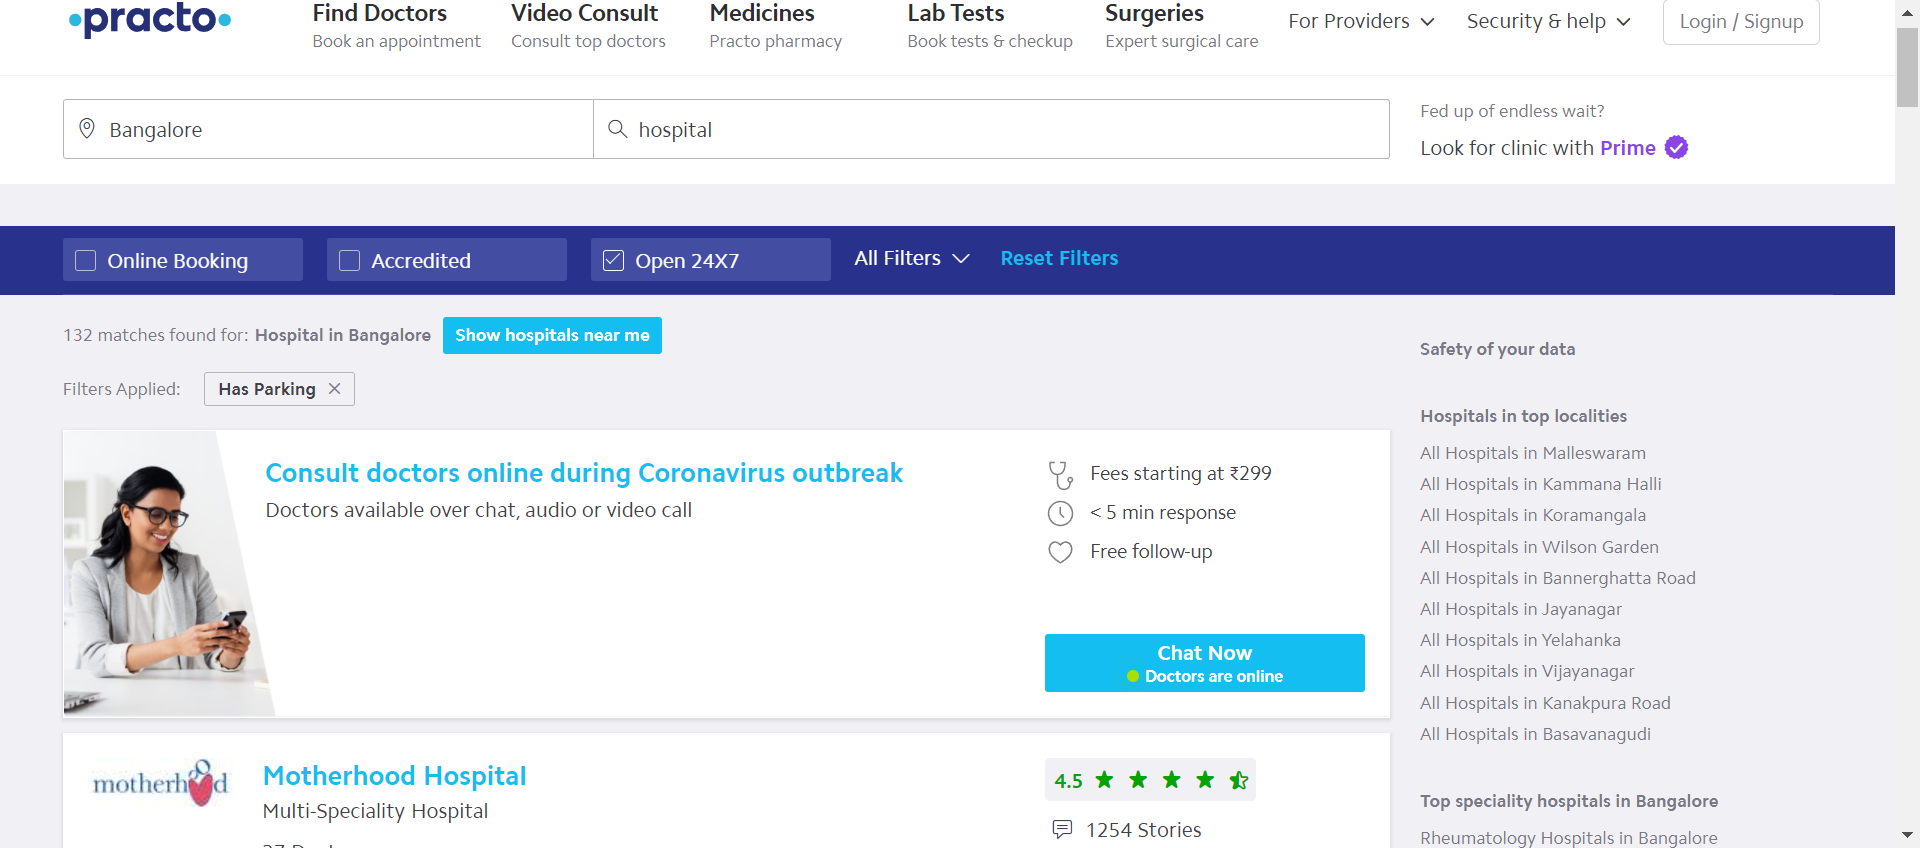 practo
Find Doctors
Book an appointment
Video Consult
Consult top doctors
Medicines
Practo pharmacy
Lab Tests
Book tests & checkup
Surgeries
Expert surgical care
For Providers
Security & help
Login / Signup
Bangalore
hospital
Fed up of endless wait?
Look for clinic with Prime
Online Booking
Accredited
Open 24X7
All Filters
Reset Filters
132 matches found for: Hospital in Bangalore
Show hospitals near me
Filters Applied:
Has Parking
Consult doctors online during Coronavirus outbreak
Doctors available over chat, audio or video call
Fees starting at ₹299
< 5 min response
Free follow-up
Chat Now
Doctors are online
motherhood
Motherhood Hospital
Multi-Speciality Hospital
4.5
1254 Stories
Safety of your data
Hospitals in top localities
All Hospitals in Malleswaram
All Hospitals in Kammana Halli
All Hospitals in Koramangala
All Hospitals in Wilson Garden
All Hospitals in Bannerghatta Road
All Hospitals in Jayanagar
All Hospitals in Yelahanka
All Hospitals in Vijayanagar
All Hospitals in Kanakpura Road
All Hospitals in Basavanagudi
Top speciality hospitals in Bangalore
Rheumatology Hospitals in Bangalore